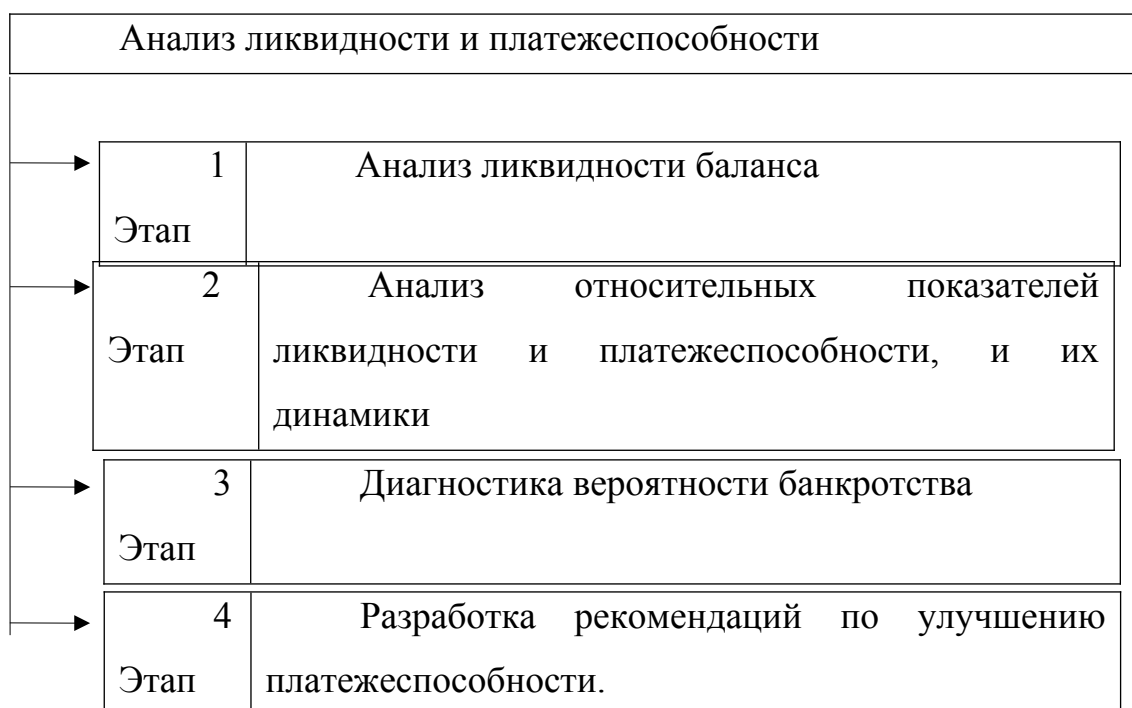 Анализ ликвидности и платежеспособности
1 Анализ ликвидности баланса
Этап
2 Анализ относительных показателей
Этап ликвидности и платежеспособности, и их
динамики
3 Диагностика вероятности банкротства
Этап
4 Разработка рекомендаций по улучшению
Этап платежеспособности.